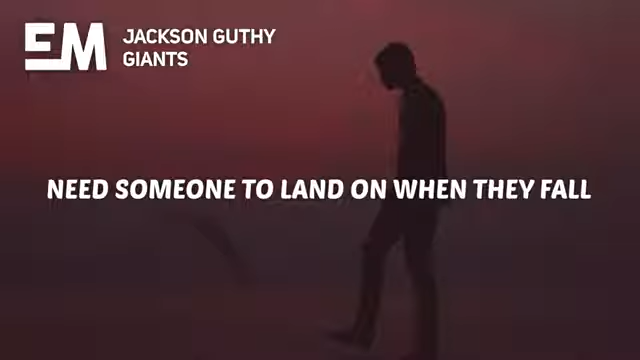 EM
JACKSON GUTHY
GIANTS
NEED SOMEONE TO LAND ON WHEN THEY FALL